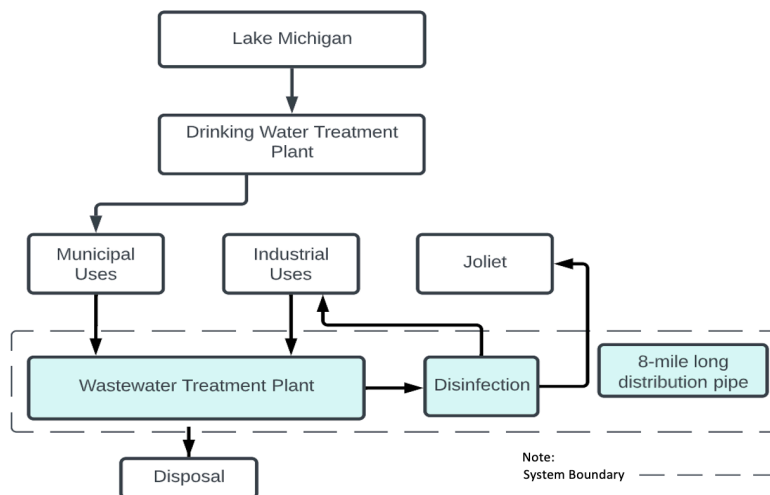 Lake Michigan
Drinking Water Treatment
Plant
Municipal
Uses
Industrial
Uses
Joliet
Wastewater Treatment Plant
Disinfection
8-mile long
distribution pipe
Disposal
Note:
System Boundary